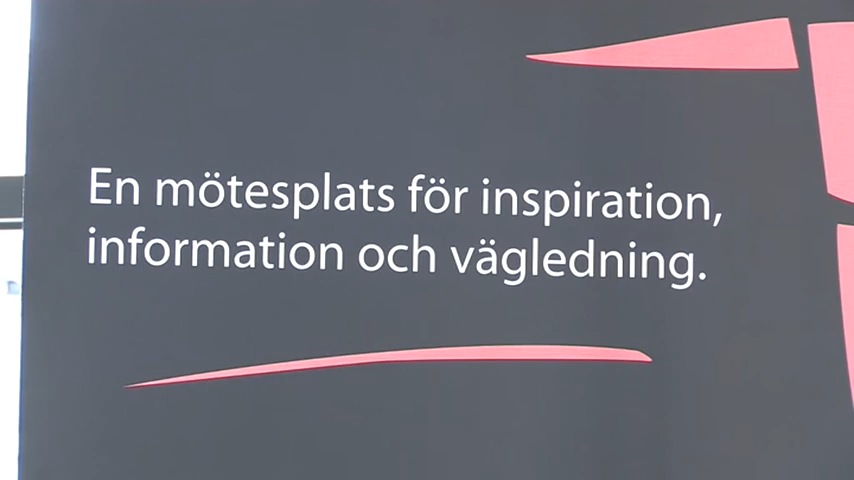 En mötesplats för inspiration,
information och vägledning.